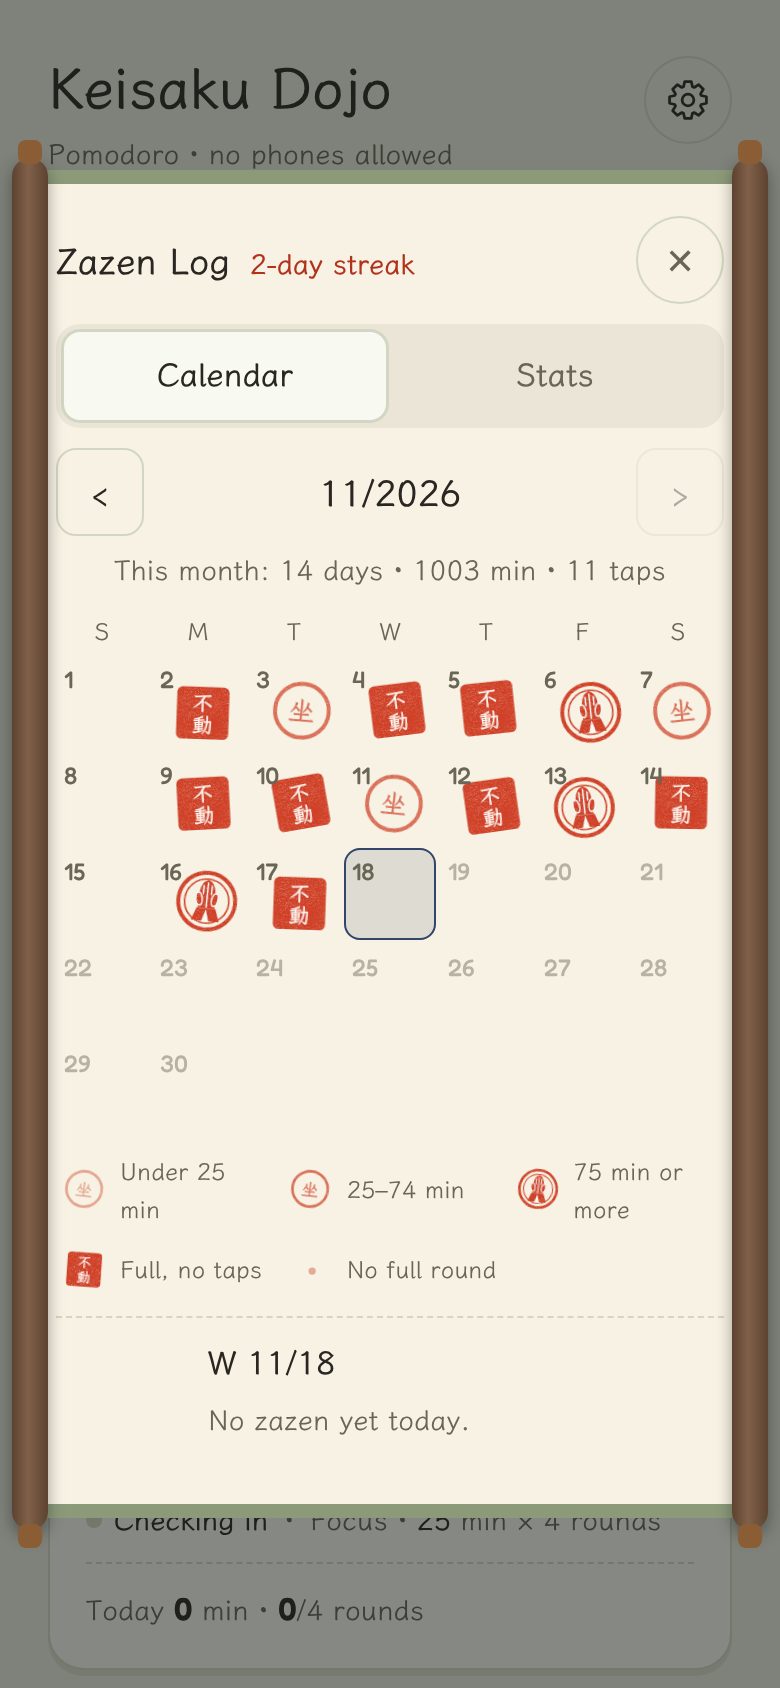 Keisaku Dojo
Pomodoro • no phones allowed
Zazen Log 2-day streak
×
Calendar Stats
< 11/2026 >
This month: 14 days • 1003 min • 11 taps
S M T W T F S
1 2 不動 3 坐 4 不動 5 不動 6 7 坐
8 9 不動 10 不動 11 坐 12 不動 13 14 不動
15 16 17 不動 18 19 20 21
22 23 24 25 26 27 28
29 30
坐 Under 25 min 坐 25–74 min 75 min or more
不動 Full, no taps • No full round
W 11/18
No zazen yet today.
Checking in • Focus • 25 min × 4 rounds
Today 0 min • 0/4 rounds